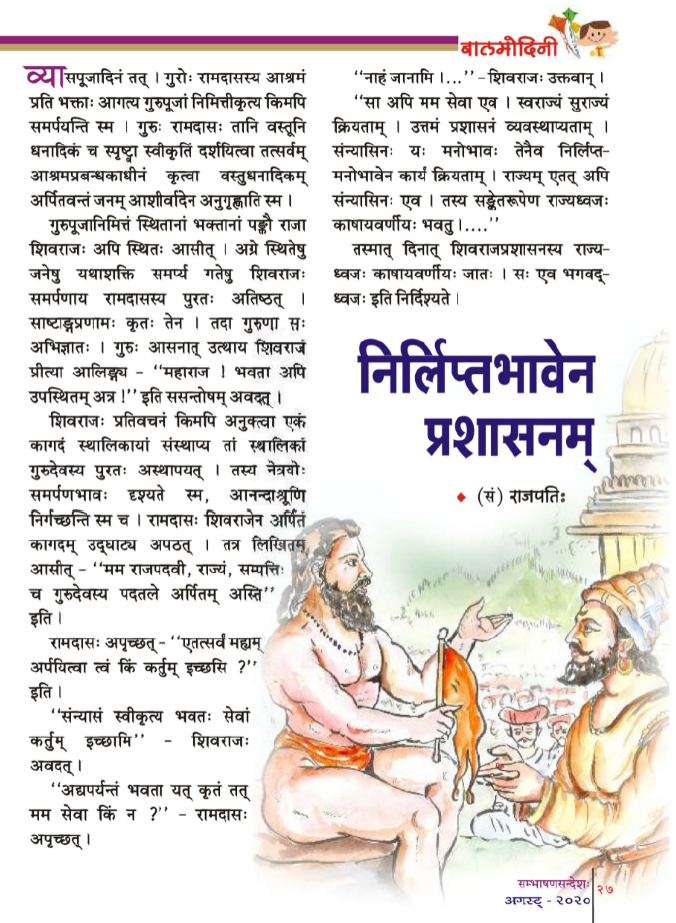 बालमोदिनी
व्यासपूजादिनं तत् । गुरोः रामदासस्य आश्रमं
प्रति भक्ताः आगत्य गुरुपूजां निमित्तीकृत्य किमपि
समर्पयन्ति स्म । गुरुः रामदासः तानि वस्तूनि
धनादिकं च स्पृष्ट्वा स्वीकृतिं दर्शयित्वा तत्सर्वम्
आश्रमप्रबन्धकाधीनं कृत्वा वस्तुधनादिकम्
अर्पितवन्तं जनम् आशीर्वादेन अनुगृह्णाति स्म ।
गुरुपूजानिमित्तं स्थितानां भक्तानां पङ्क्तौ राजा
शिवराजः अपि स्थितः आसीत् । अग्रे स्थितेषु
जनेषु यथाशक्ति समर्प्य गतेषु शिवराजः
समर्पणाय रामदासस्य पुरतः अतिष्ठत् ।
साष्टाङ्गप्रणामः कृतः तेन । तदा गुरुणा सः
अभिज्ञातः । गुरुः आसनात् उत्थाय शिवराजं
प्रीत्या आलिङ्ग्य - ‘‘महाराज ! भवता अपि
उपस्थितम् अत्र !’’ इति ससन्तोषम् अवदत् ।
शिवराजः प्रतिवचनं किमपि अनुक्त्वा एकं
कागदं स्थालिकायां संस्थाप्य तां स्थालिकां
गुरुदेवस्य पुरतः अस्थापयत् । तस्य नेत्रयोः
समर्पणभावः दृश्यते स्म, आनन्दाश्रूणि
निर्गच्छन्ति स्म च । रामदासः शिवराजेन अर्पितं
कागदम् उद्घाट्य अपठत् । तत्र लिखितम्
आसीत् - ‘‘मम राजपदवी, राज्यं, सम्पत्तिः
च गुरुदेवस्य पदतले अर्पितम् अस्ति’’
इति ।
रामदासः अपृच्छत् - ‘‘एतत्सर्वं मह्यम्
अर्पयित्वा त्वं किं कर्तुम् इच्छसि ?’’
इति ।
‘‘संन्यासं स्वीकृत्य भवतः सेवां
कर्तुम् इच्छामि’’ - शिवराजः
अवदत् ।
‘‘अद्यपर्यन्तं भवता यत् कृतं तत्
मम सेवा किं न ?’’ - रामदासः
अपृच्छत् ।
‘‘नाहं जानामि ।...’’ - शिवराजः उक्तवान् ।
‘‘सा अपि मम सेवा एव । स्वराज्यं सुराज्यं
क्रियताम् । उत्तमं प्रशासनं व्यवस्थाप्यताम् ।
संन्यासिनः यः मनोभावः तेनैव निर्लिप्त-
मनोभावेन कार्यं क्रियताम् । राज्यम् एतत् अपि
संन्यासिनः एव । तस्य सङ्केतरूपेण राज्यध्वजः
काषायवर्णीयः भवतु ।....’’
तस्मात् दिनात् शिवराजप्रशासनस्य राज्य-
ध्वजः काषायवर्णीयः जातः । सः एव भगवद्-
ध्वजः इति निर्दिश्यते ।
निर्लिप्तभावेन
प्रशासनम्
♦ (सं) राजपतिः
सम्भाषणसन्देशः
अगस्ट् - २०२०
२७